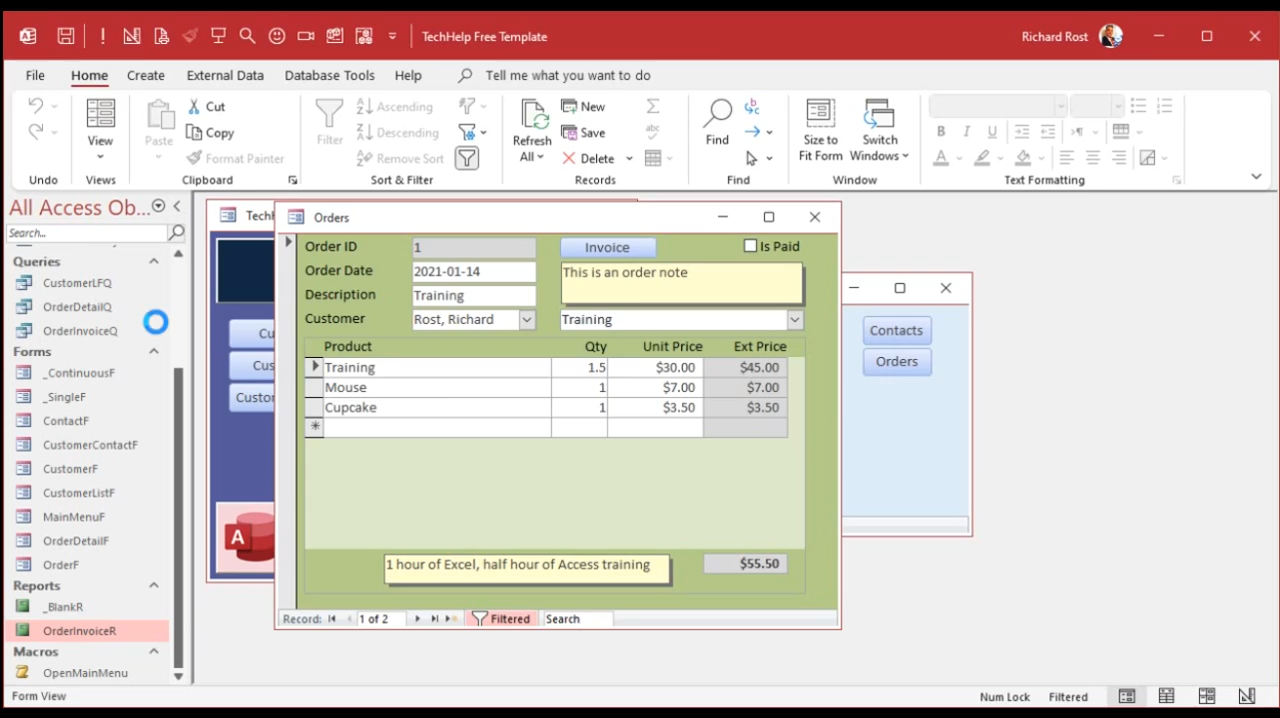 TechHelp Free Template
Richard Rost
File Home Create External Data Database Tools Help Tell me what you want to do
Undo
View
Views
Paste
Cut
Copy
Format Painter
Clipboard
Filter
Ascending
Descending
Remove Sort
Sort & Filter
Refresh All
New
Save
Delete
Records
Find
Find
Size to Fit Form
Switch Windows
Window
B I U
A
Text Formatting
All Access Ob...
Search...
Queries
CustomerLFQ
OrderDetailQ
OrderInvoiceQ
Forms
_ContinuousF
_SingleF
ContactF
CustomerContactF
CustomerF
CustomerListF
MainMenuF
OrderDetailF
OrderF
Reports
_BlankR
OrderInvoiceR
Macros
OpenMainMenu
TechH
Cu
Cus
Custor
A
Orders
Order ID 1 Invoice Is Paid
Order Date 2021-01-14 This is an order note
Description Training
Customer Rost, Richard Training
Product Qty Unit Price Ext Price
Training 1.5 $30.00 $45.00
Mouse 1 $7.00 $7.00
Cupcake 1 $3.50 $3.50
1 hour of Excel, half hour of Access training $55.50
Record: 1 of 2 Filtered Search
Contacts
Orders
Form View Num Lock Filtered